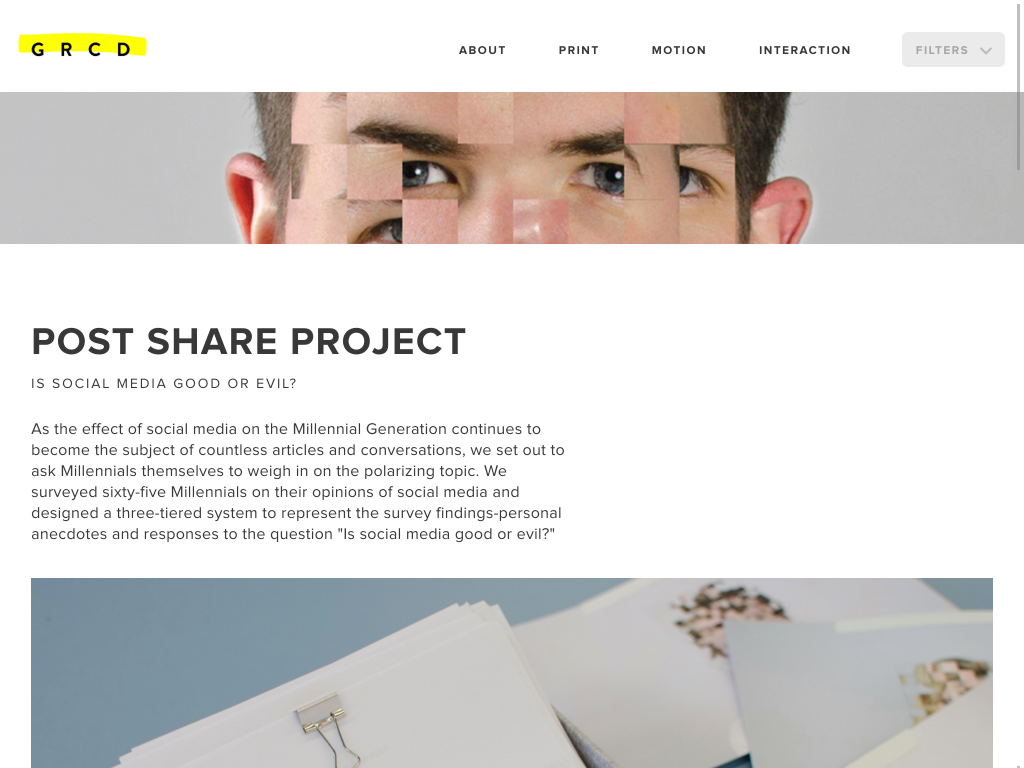 G R C D
ABOUT
PRINT
MOTION
INTERACTION
FILTERS
POST SHARE PROJECT
IS SOCIAL MEDIA GOOD OR EVIL?
As the effect of social media on the Millennial Generation continues to
become the subject of countless articles and conversations, we set out to
ask Millennials themselves to weigh in on the polarizing topic. We
surveyed sixty-five Millennials on their opinions of social media and
designed a three-tiered system to represent the survey findings-personal
anecdotes and responses to the question "Is social media good or evil?"